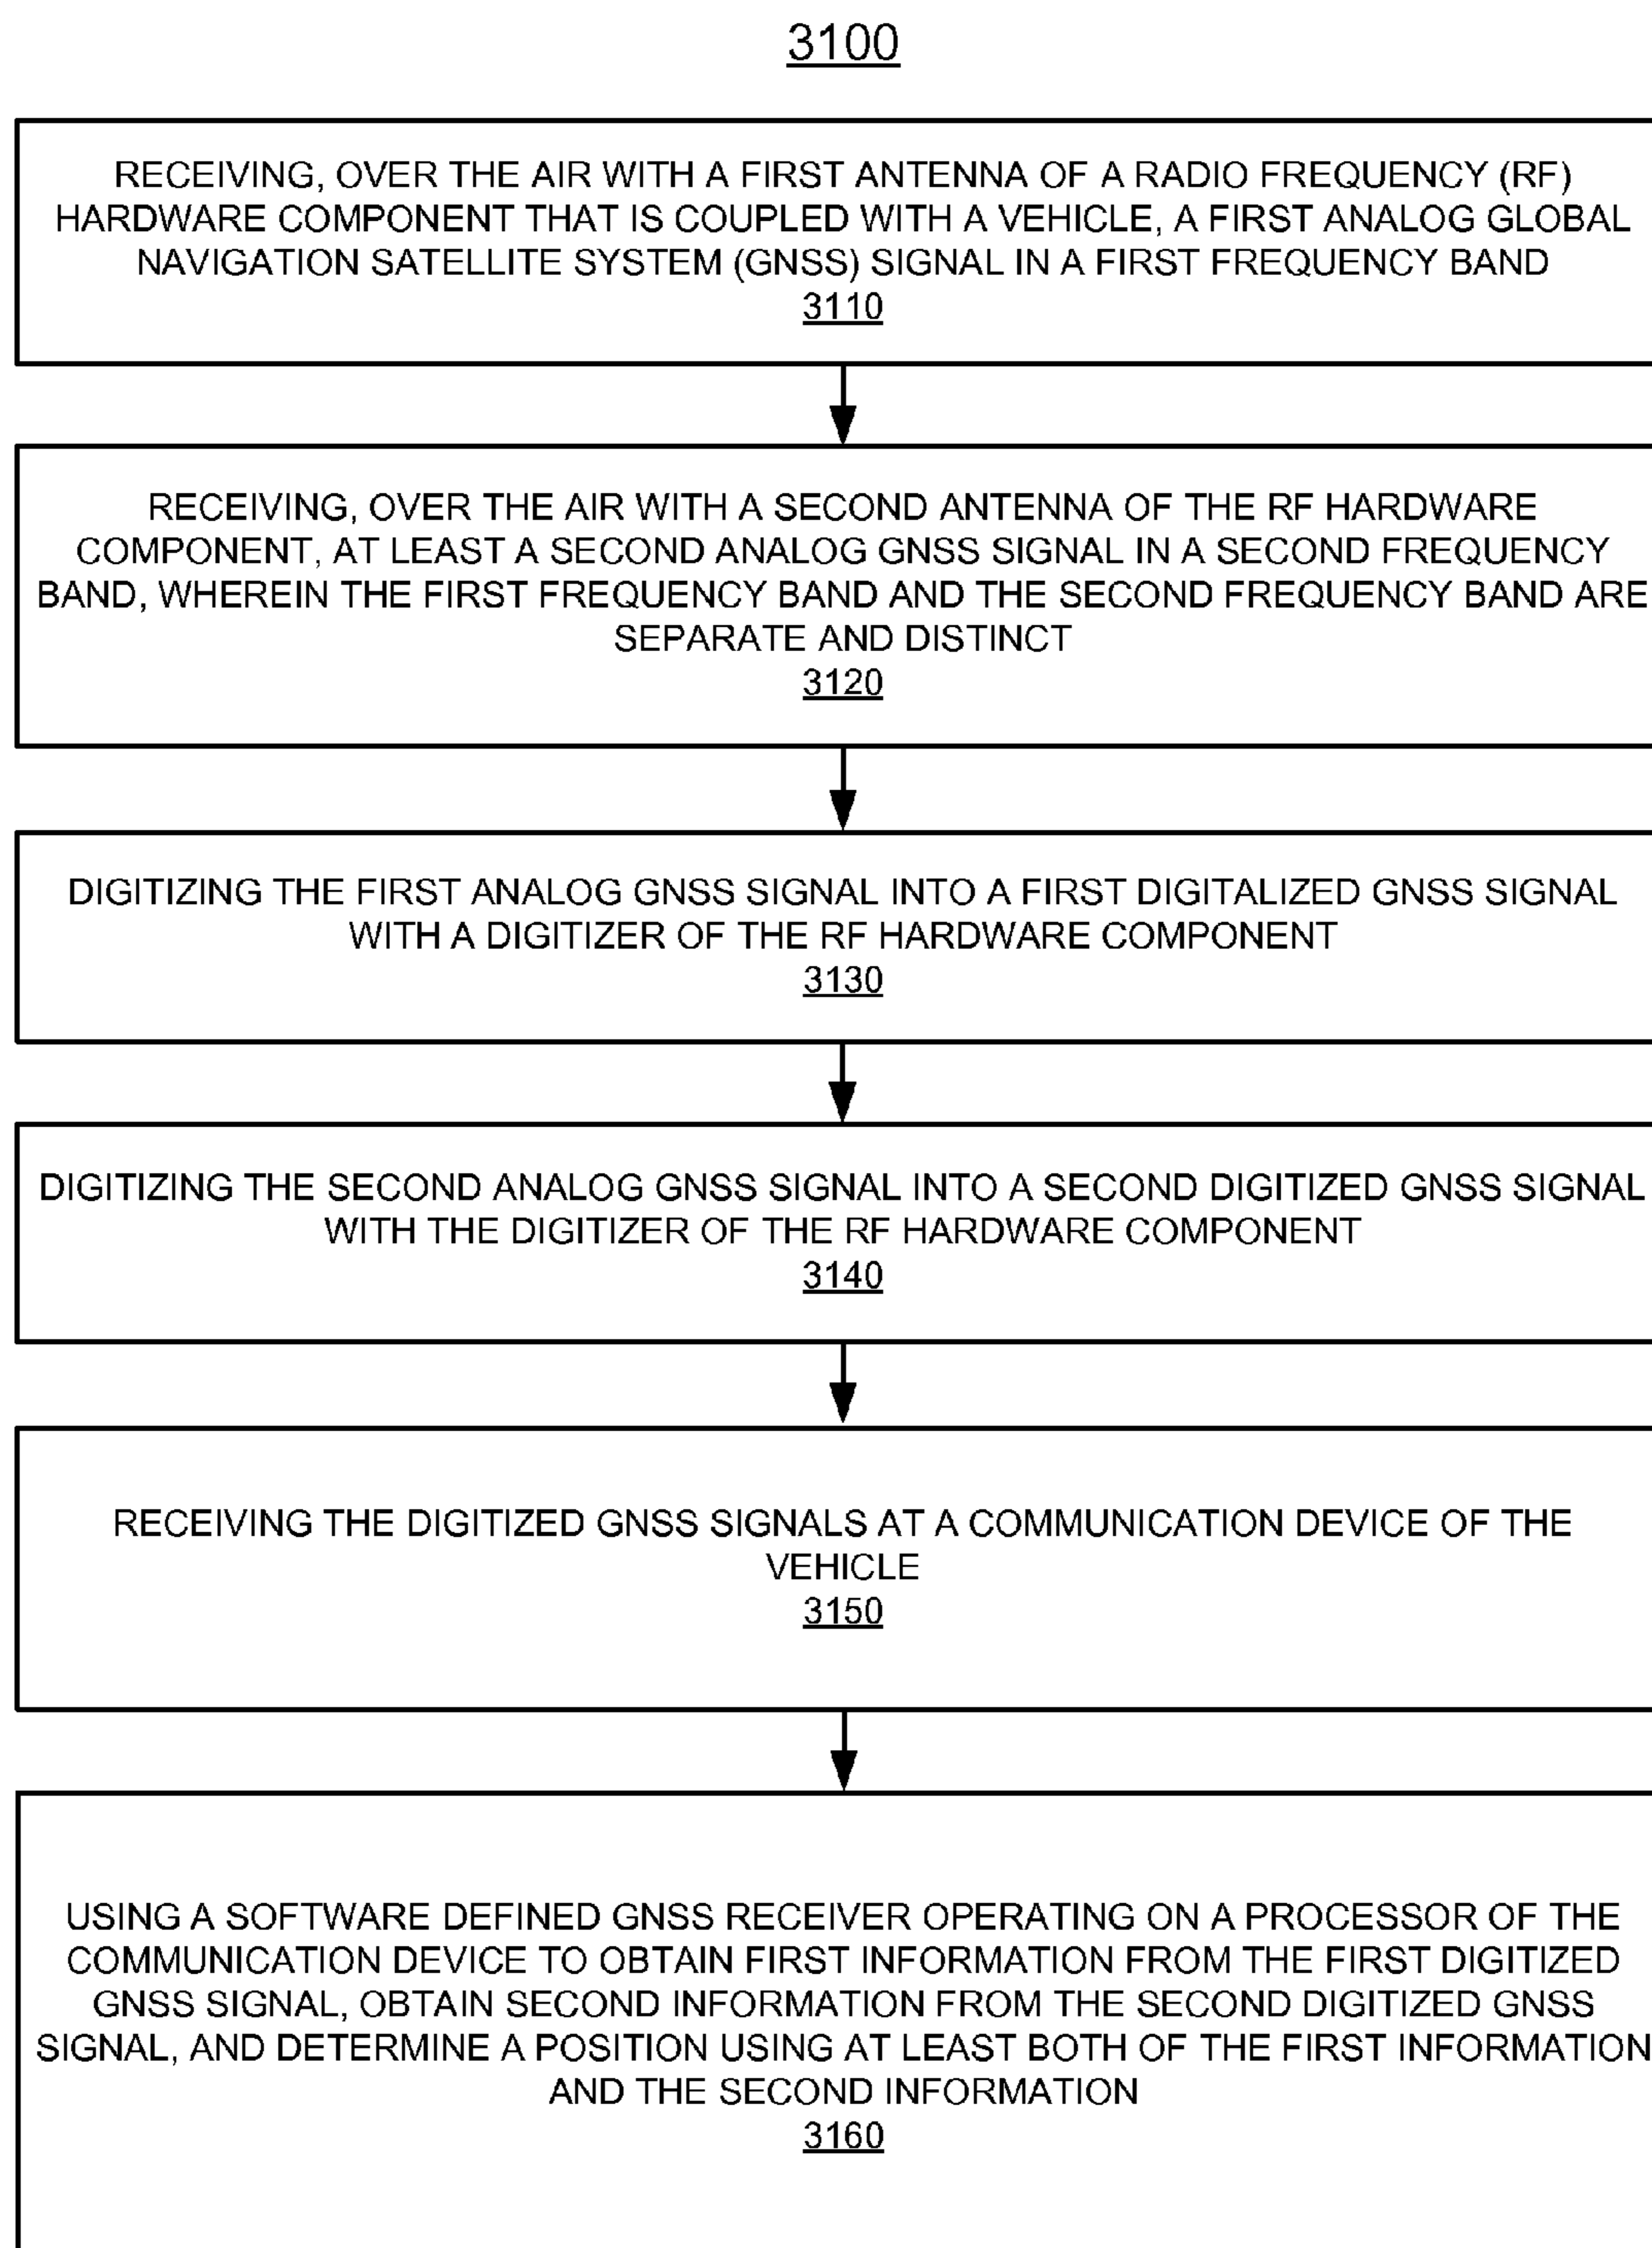 3100
RECEIVING, OVER THE AIR WITH A FIRST ANTENNA OF A RADIO FREQUENCY (RF)
HARDWARE COMPONENT THAT IS COUPLED WITH A VEHICLE, A FIRST ANALOG GLOBAL
NAVIGATION SATELLITE SYSTEM (GNSS) SIGNAL IN A FIRST FREQUENCY BAND
3110
RECEIVING, OVER THE AIR WITH A SECOND ANTENNA OF THE RF HARDWARE
COMPONENT, AT LEAST A SECOND ANALOG GNSS SIGNAL IN A SECOND FREQUENCY
BAND, WHEREIN THE FIRST FREQUENCY BAND AND THE SECOND FREQUENCY BAND ARE
SEPARATE AND DISTINCT
3120
DIGITIZING THE FIRST ANALOG GNSS SIGNAL INTO A FIRST DIGITALIZED GNSS SIGNAL
WITH A DIGITIZER OF THE RF HARDWARE COMPONENT
3130
DIGITIZING THE SECOND ANALOG GNSS SIGNAL INTO A SECOND DIGITIZED GNSS SIGNAL
WITH THE DIGITIZER OF THE RF HARDWARE COMPONENT
3140
RECEIVING THE DIGITIZED GNSS SIGNALS AT A COMMUNICATION DEVICE OF THE
VEHICLE
3150
USING A SOFTWARE DEFINED GNSS RECEIVER OPERATING ON A PROCESSOR OF THE
COMMUNICATION DEVICE TO OBTAIN FIRST INFORMATION FROM THE FIRST DIGITIZED
GNSS SIGNAL, OBTAIN SECOND INFORMATION FROM THE SECOND DIGITIZED GNSS
SIGNAL, AND DETERMINE A POSITION USING AT LEAST BOTH OF THE FIRST INFORMATION
AND THE SECOND INFORMATION
3160